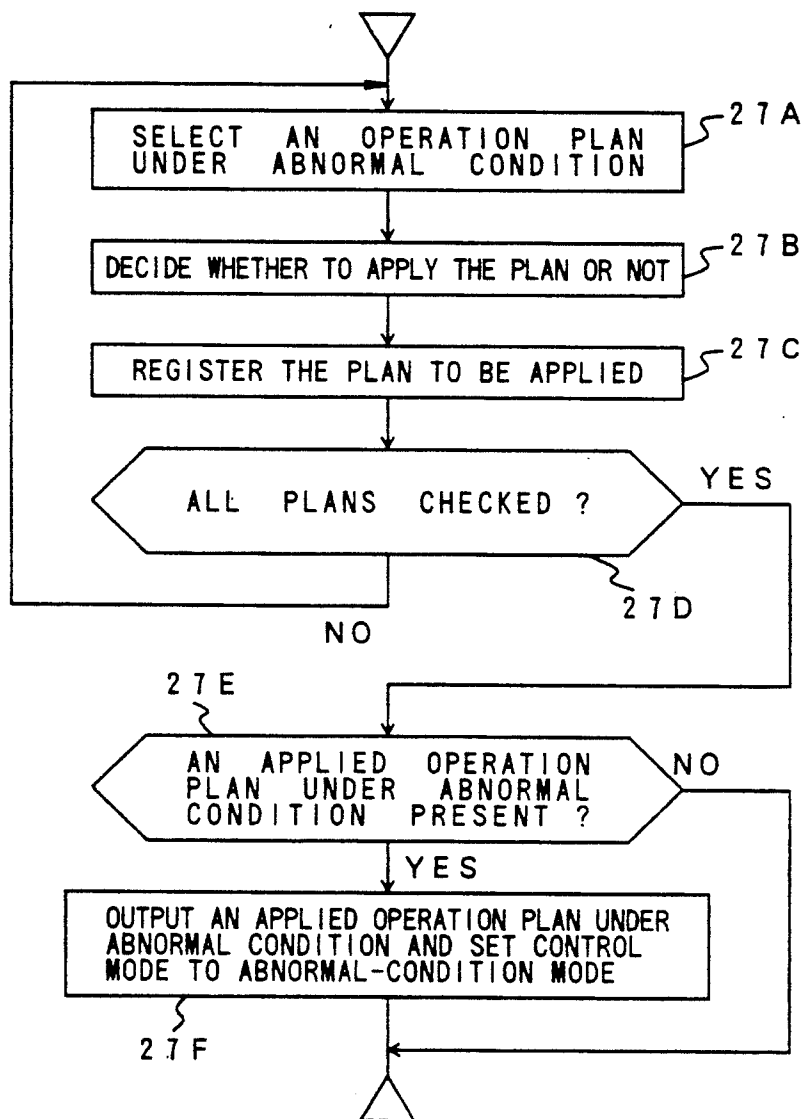 SELECT AN OPERATION PLAN
UNDER ABNORMAL CONDITION
27A
DECIDE WHETHER TO APPLY THE PLAN OR NOT
27B
REGISTER THE PLAN TO BE APPLIED
27C
ALL PLANS CHECKED ?
YES
27D
NO
27E
AN APPLIED OPERATION
PLAN UNDER ABNORMAL
CONDITION PRESENT ?
NO
YES
OUTPUT AN APPLIED OPERATION PLAN UNDER
ABNORMAL CONDITION AND SET CONTROL
MODE TO ABNORMAL-CONDITION MODE
27F